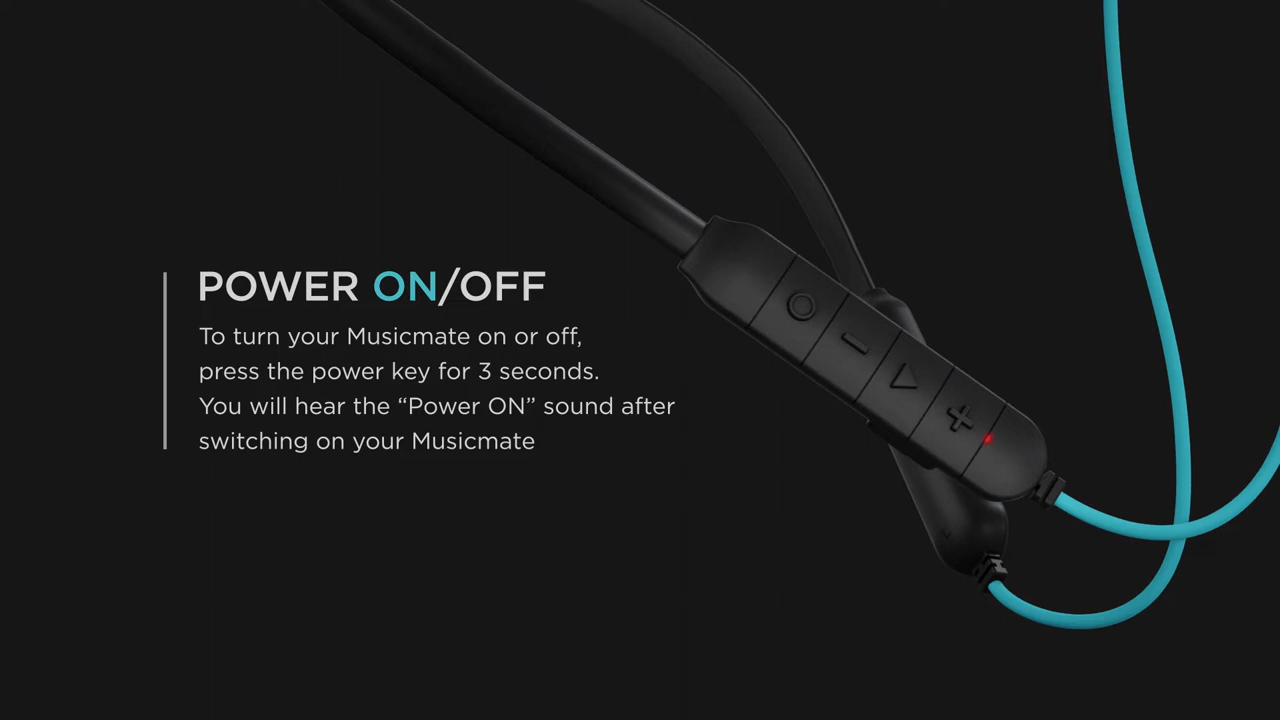 POWER ON/OFF
To turn your Musicmate on or off,
press the power key for 3 seconds.
You will hear the “Power ON” sound after
switching on your Musicmate